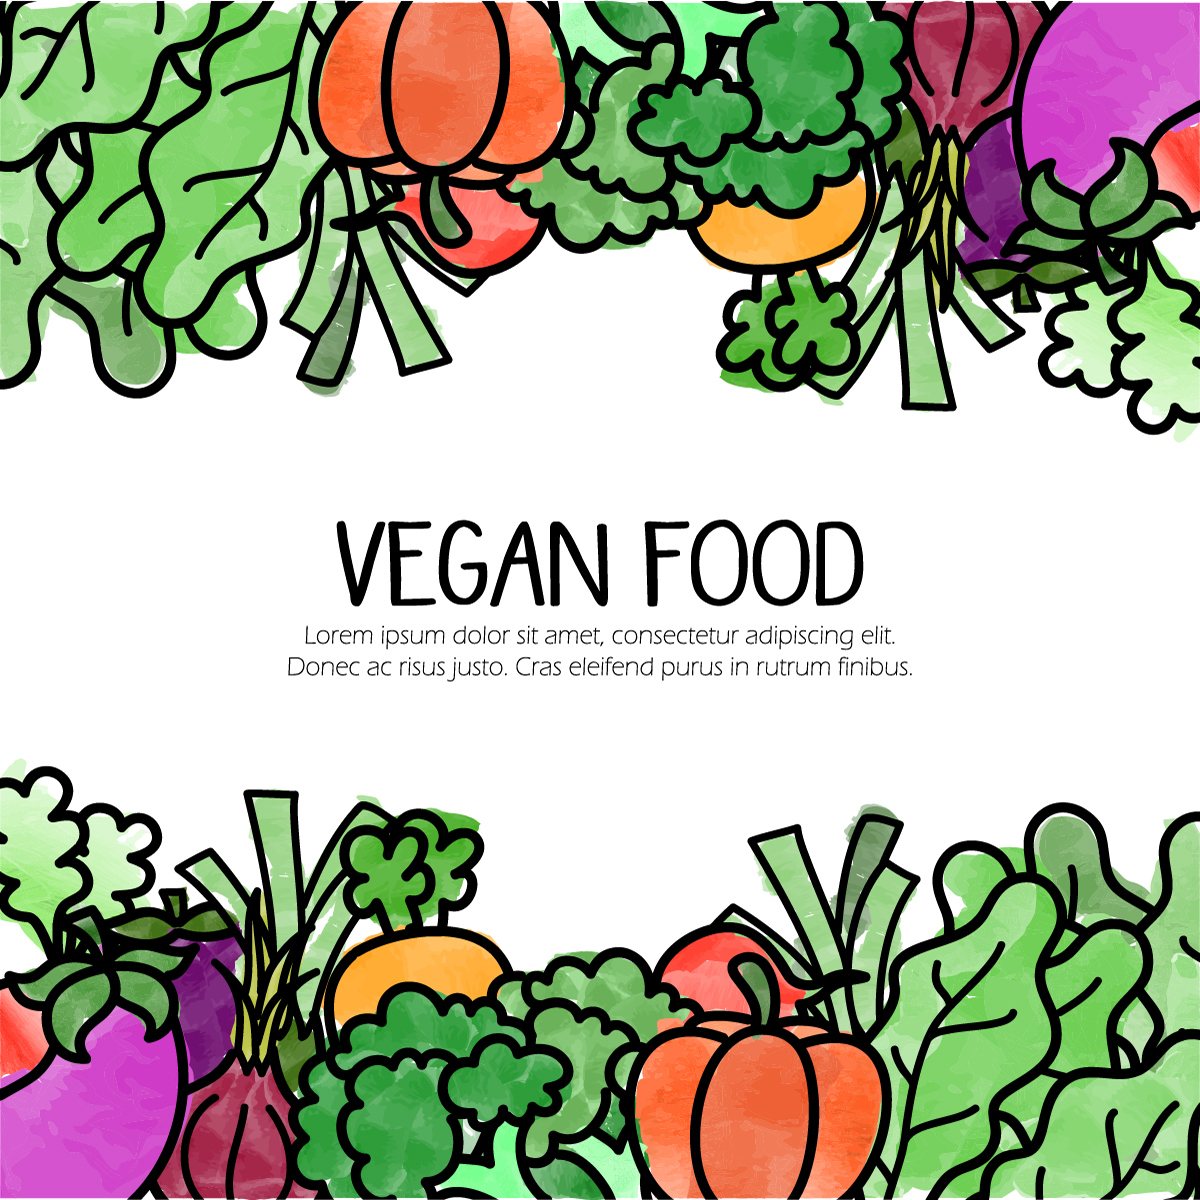 VEGAN FOOD
Lorem ipsum dolor sit amet, consectetur adipiscing elit.
Donec ac risus justo. Cras eleifend purus in rutrum finibus.